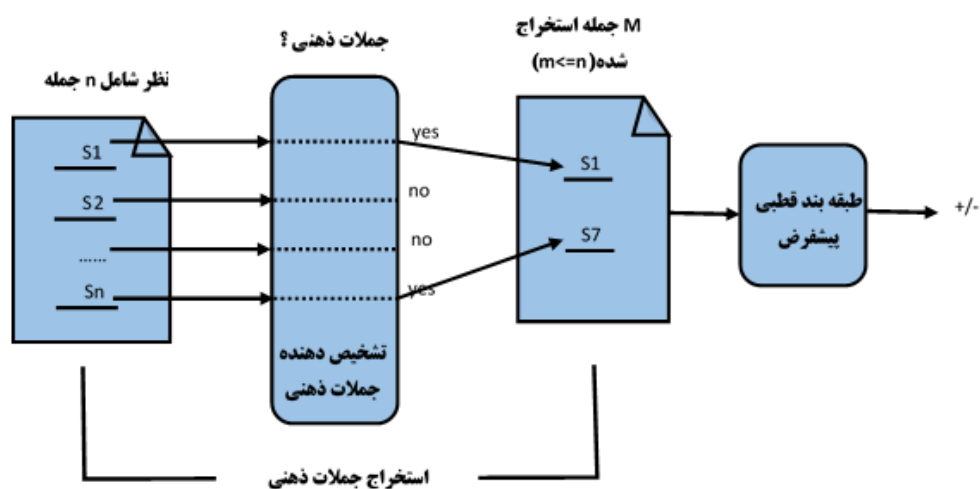 نظر شامل n جمله
S1
S2
......
Sn
جملات ذهنی ؟
yes
no
no
yes
تشخیص دهنده
جملات ذهنی
M جمله استخراج
شده(m<=n)
S1
S7
طبقه بند قطبی
پیشفرض
+/-
استخراج جملات ذهنی